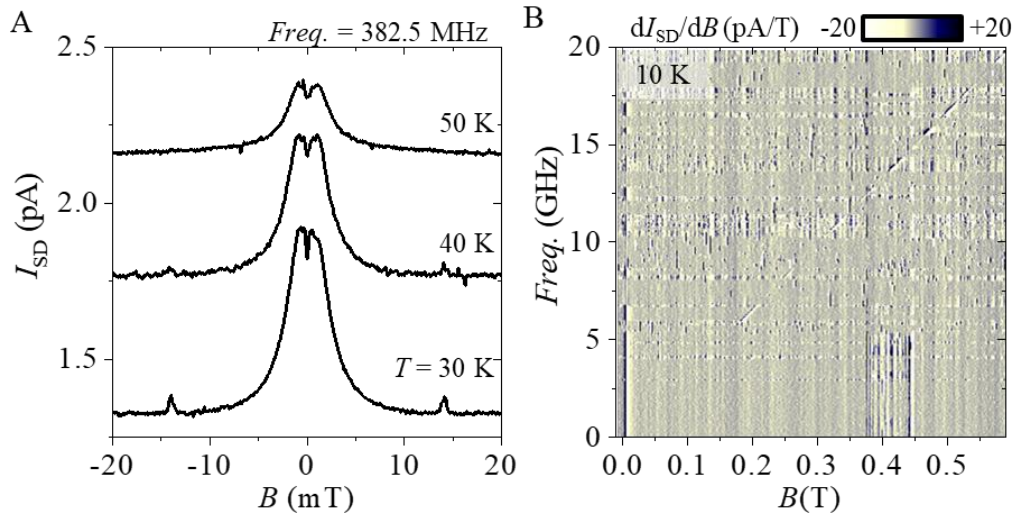 A
Freq. = 382.5 MHz
2.5
2.0
1.5
I_SD (pA)
50 K
40 K
T = 30 K
-20 -10 0 10 20
B (mT)
B
dI_SD/dB (pA/T) -20 +20
10 K
20
15
10
5
0
Freq. (GHz)
0.0 0.1 0.2 0.3 0.4 0.5
B(T)